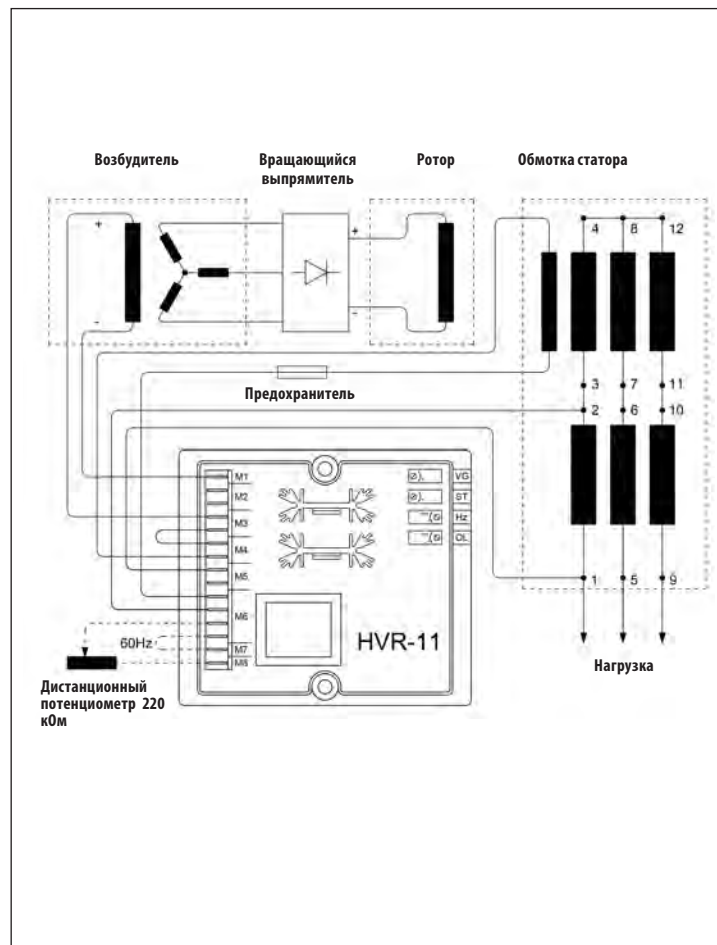 Возбудитель
Вращающийся
выпрямитель
Ротор
Обмотка статора
+
-
+
-
4 8 12
3 7 11
2 6 10
Предохранитель
M1
M2
M3
M4
M5
M6
M7
M8
VG
ST
Hz
OL
60Hz
HVR-11
1 5 9
Нагрузка
Дистанционный
потенциометр 220
кОм